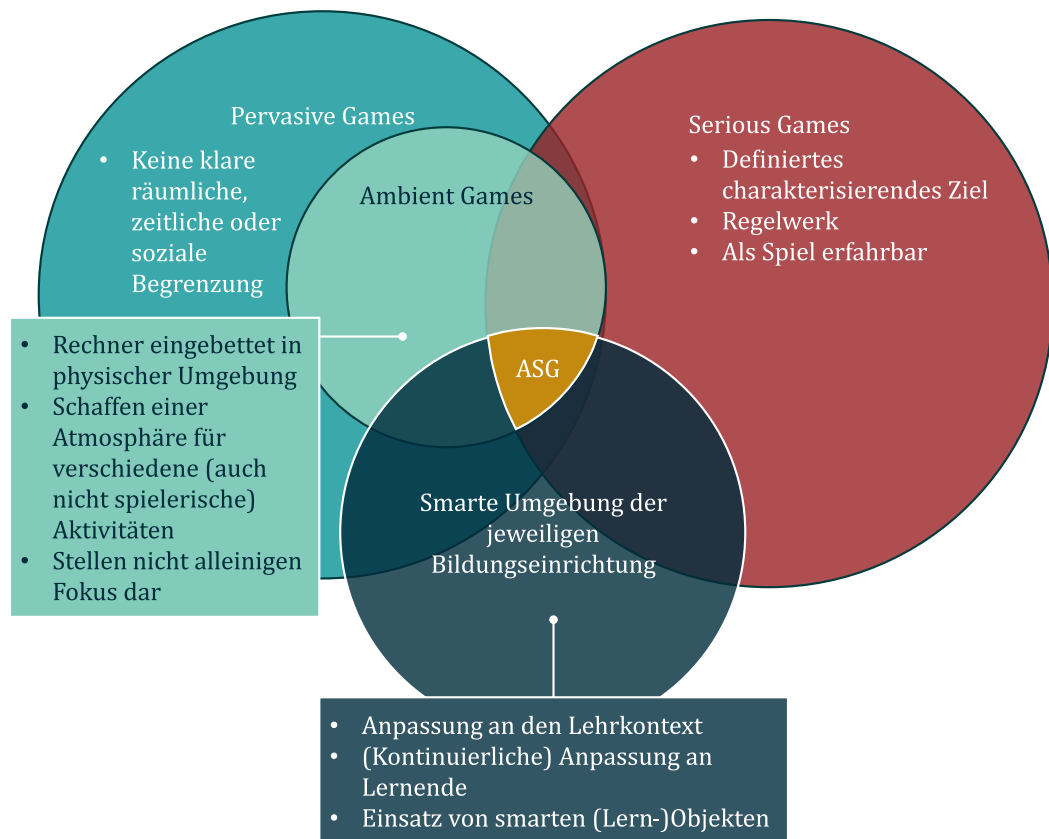 Pervasive Games
• Keine klare
räumliche,
zeitliche oder
soziale
Begrenzung
Ambient Games
Serious Games
• Definiertes
charakterisierendes Ziel
• Regelwerk
• Als Spiel erfahrbar
• Rechner eingebettet in
physischer Umgebung
• Schaffen einer
Atmosphäre für
verschiedene (auch
nicht spielerische)
Aktivitäten
• Stellen nicht alleinigen
Fokus dar
ASG
Smarte Umgebung der
jeweiligen
Bildungseinrichtung
• Anpassung an den Lehrkontext
• (Kontinuierliche) Anpassung an
Lernende
• Einsatz von smarten (Lern-)Objekten